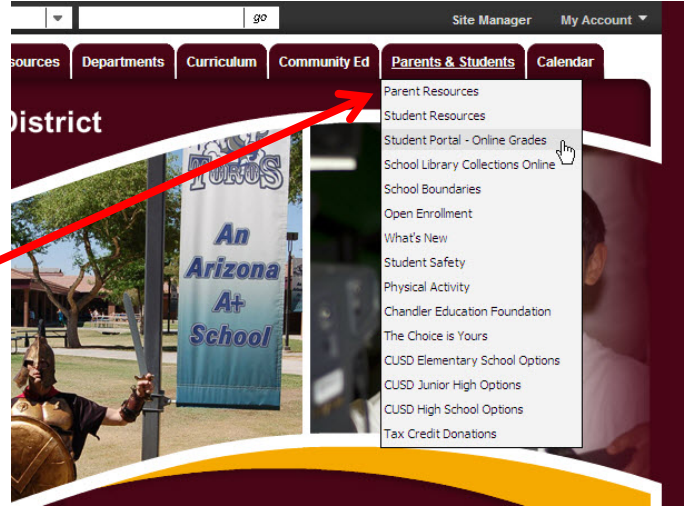 go
Site Manager My Account
sources Departments Curriculum Community Ed Parents & Students Calendar
District
Parent Resources
Student Resources
Student Portal - Online Grades
School Library Collections Online
School Boundaries
Open Enrollment
What's New
Student Safety
Physical Activity
Chandler Education Foundation
The Choice is Yours
CUSD Elementary School Options
CUSD Junior High Options
CUSD High School Options
Tax Credit Donations
TOROS
An
Arizona
A+
School